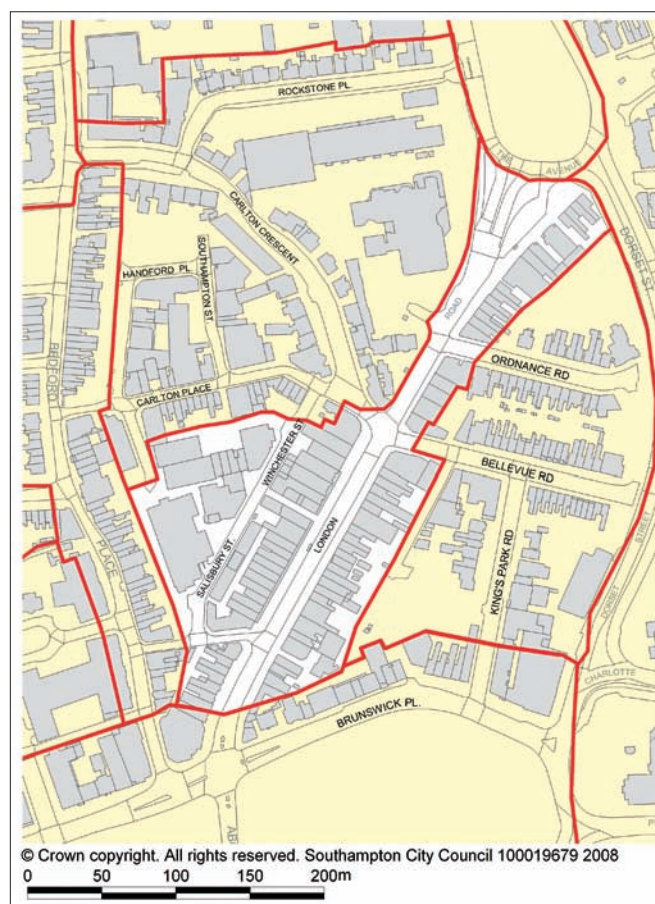 ROCKSTONE PL.
THE
AVENUE
CARLTON CRESCENT
DORSET ST.
SOUTHAMPTON ST.
HANDFORD PL.
ROAD
BEDFORD
ORDNANCE RD
CARLTON PLACE
WINCHESTER ST.
BELLEVUE RD
LONDON
STREET
SALISBURY ST.
KING'S PARK RD
PLACE
DORSET
CHARLOTTE
BRUNSWICK PL.
P
AB
© Crown copyright. All rights reserved. Southampton City Council 100019679 2008
0 50 100 150 200m